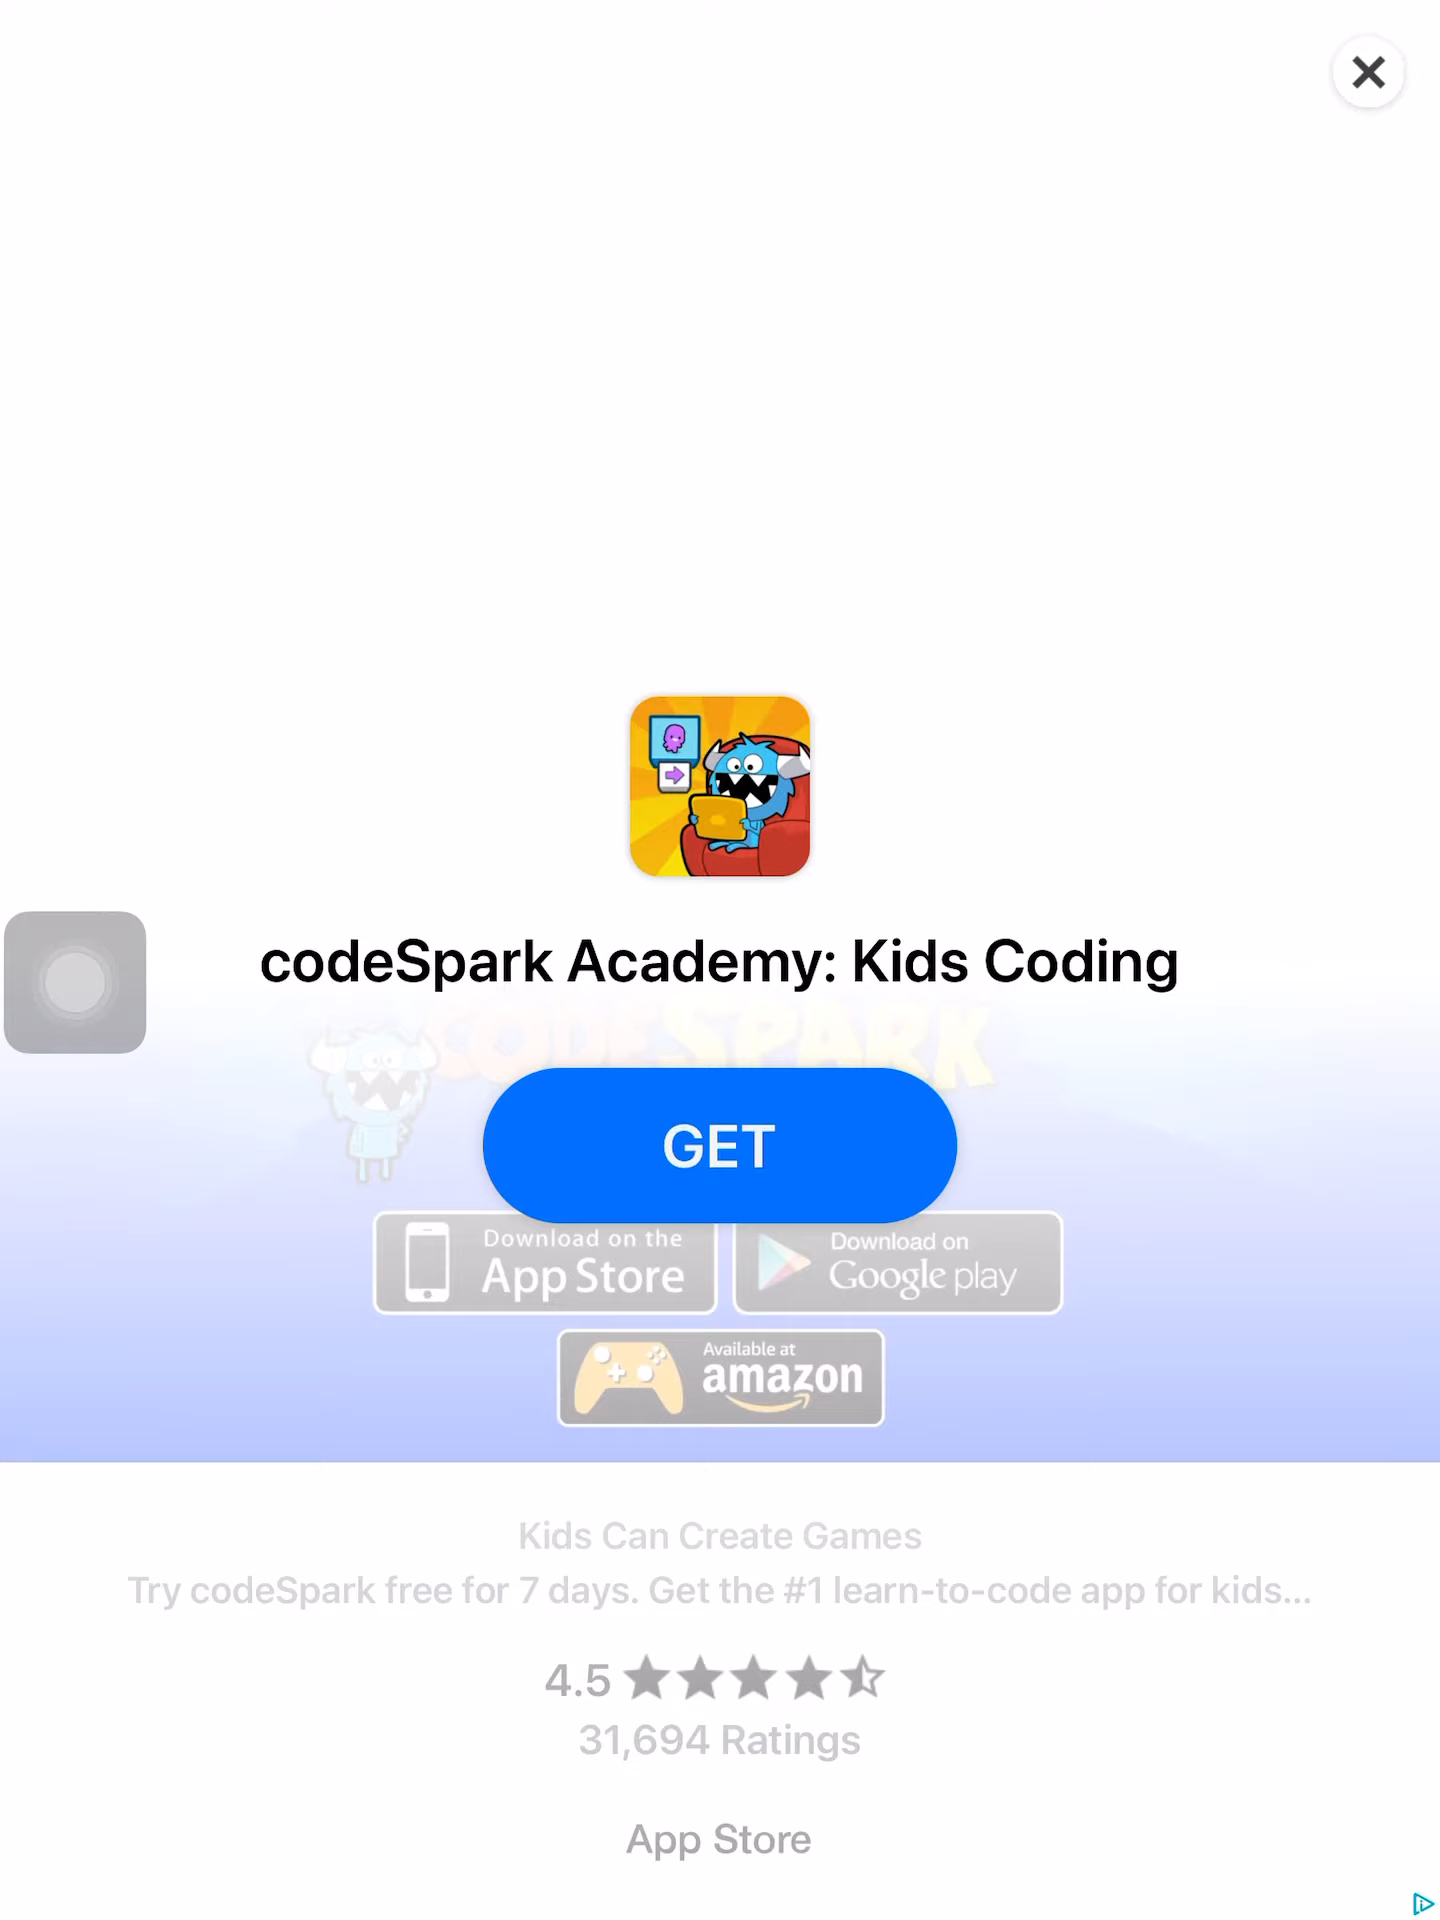 codeSpark Academy: Kids Coding
CODESPARK
GET
Download on the
App Store
Download on
Google play
Available at
amazon
Kids Can Create Games
Try codeSpark free for 7 days. Get the #1 learn-to-code app for kids...
4.5
31,694 Ratings
App Store